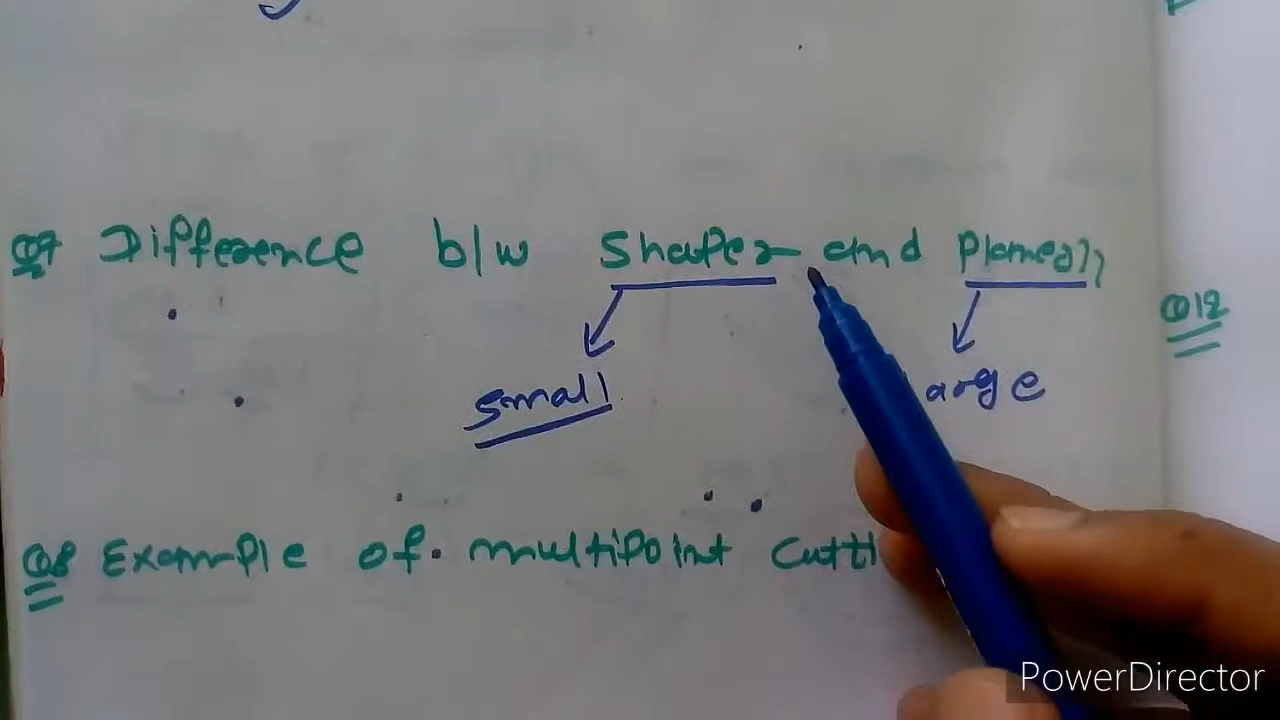 Q7 Difference b/w Shaper and Planer
Q12
small
arge
Q8 Example of multipoint Cutti
PowerDirector